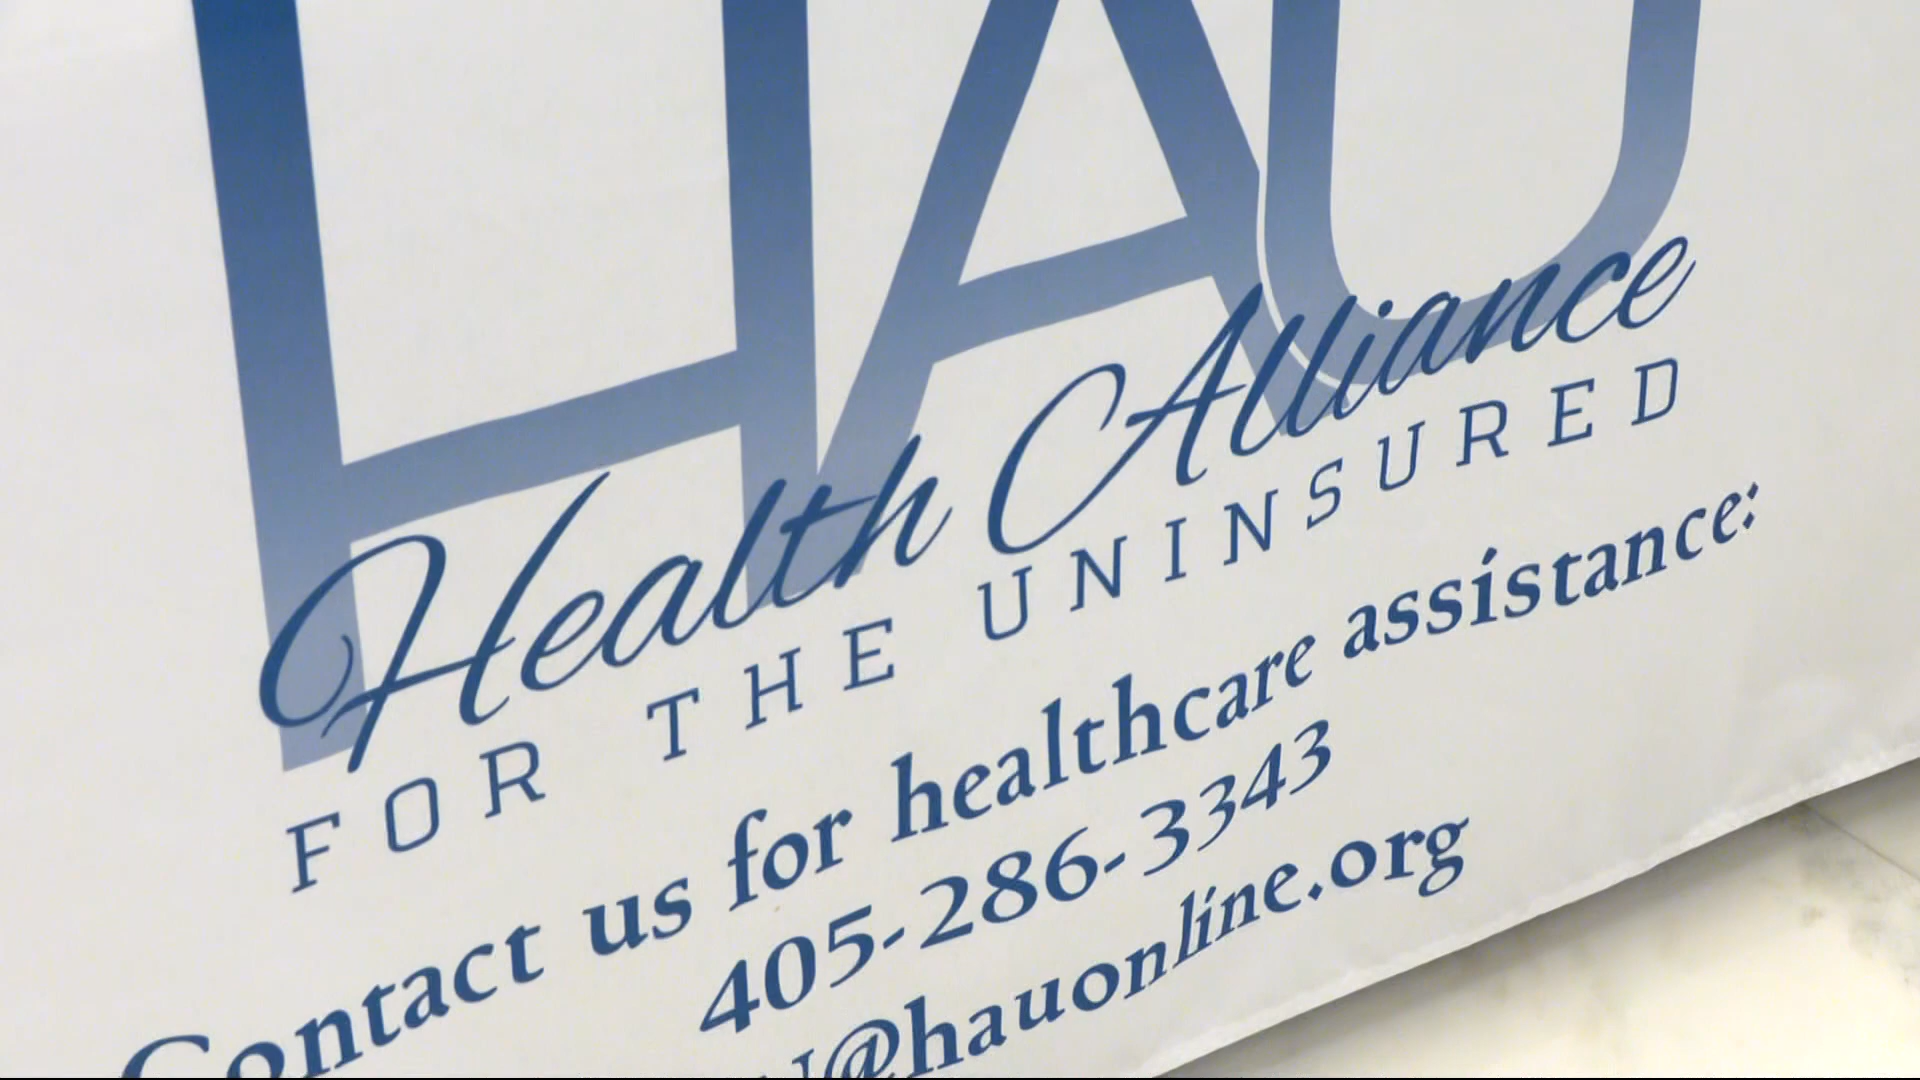 HAU
Health Alliance
FOR THE UNINSURED
Contact us for healthcare assistance:
405-286-3343
@hauonline.org